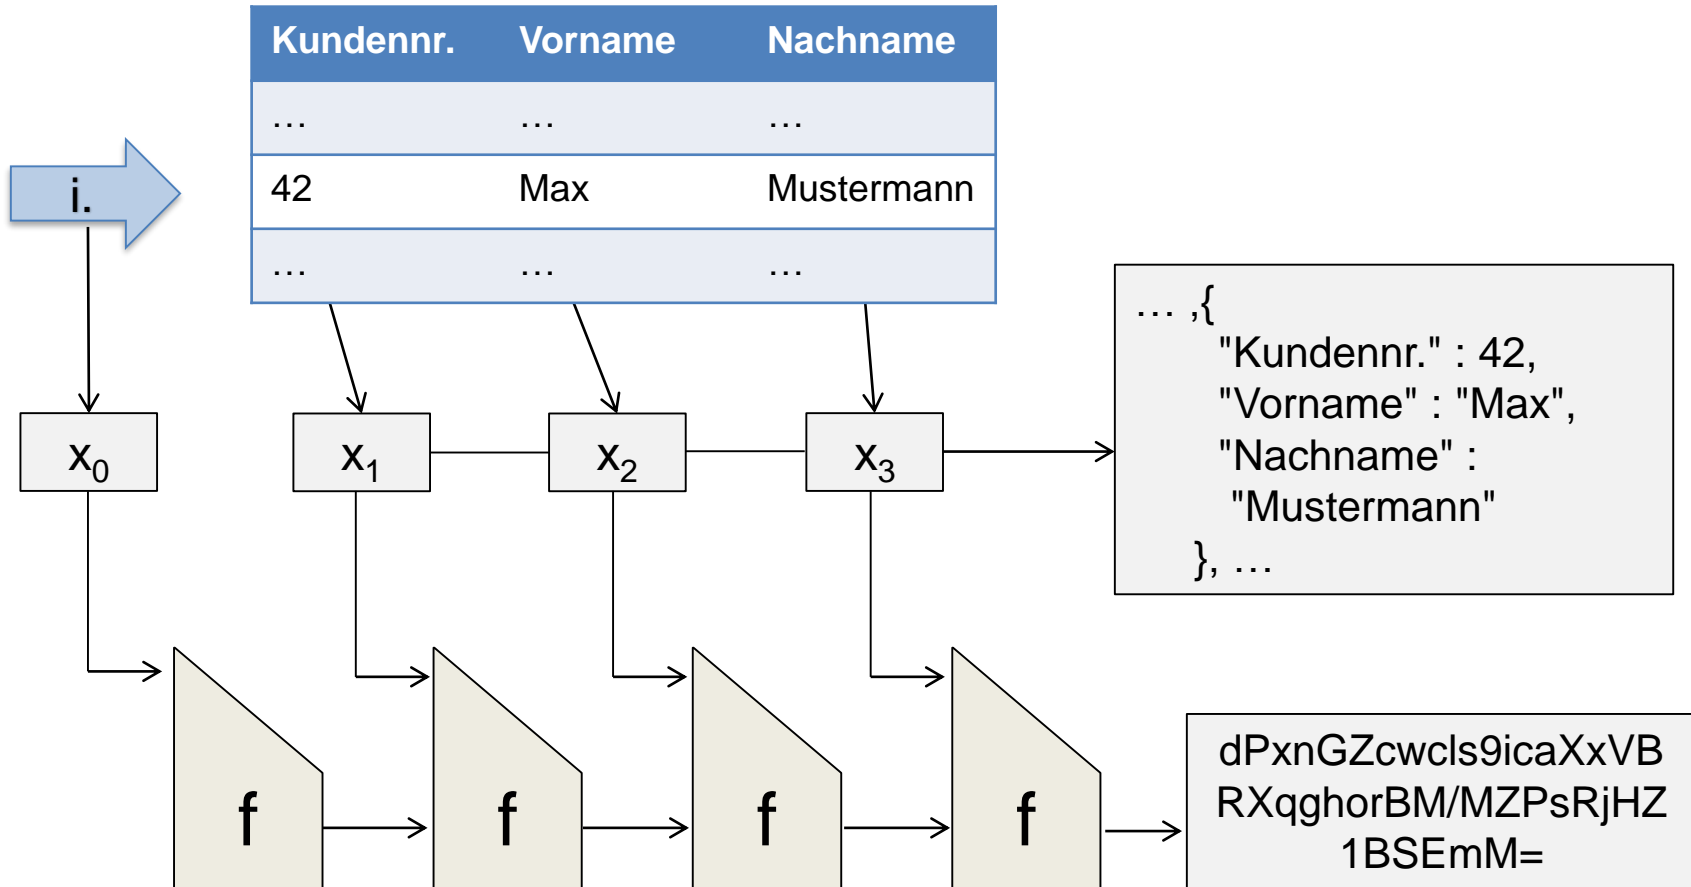 Kundennr. Vorname Nachname
… … …
i.
42 Max Mustermann
… … …
… ,{
"Kundennr." : 42,
"Vorname" : "Max",
"Nachname" :
"Mustermann"
}, …
x₀ x₁ x₂ x₃
f f f f
dPxnGZcwcls9icaXxVB
RXqghorBM/MZPsRjHZ
1BSEmM=